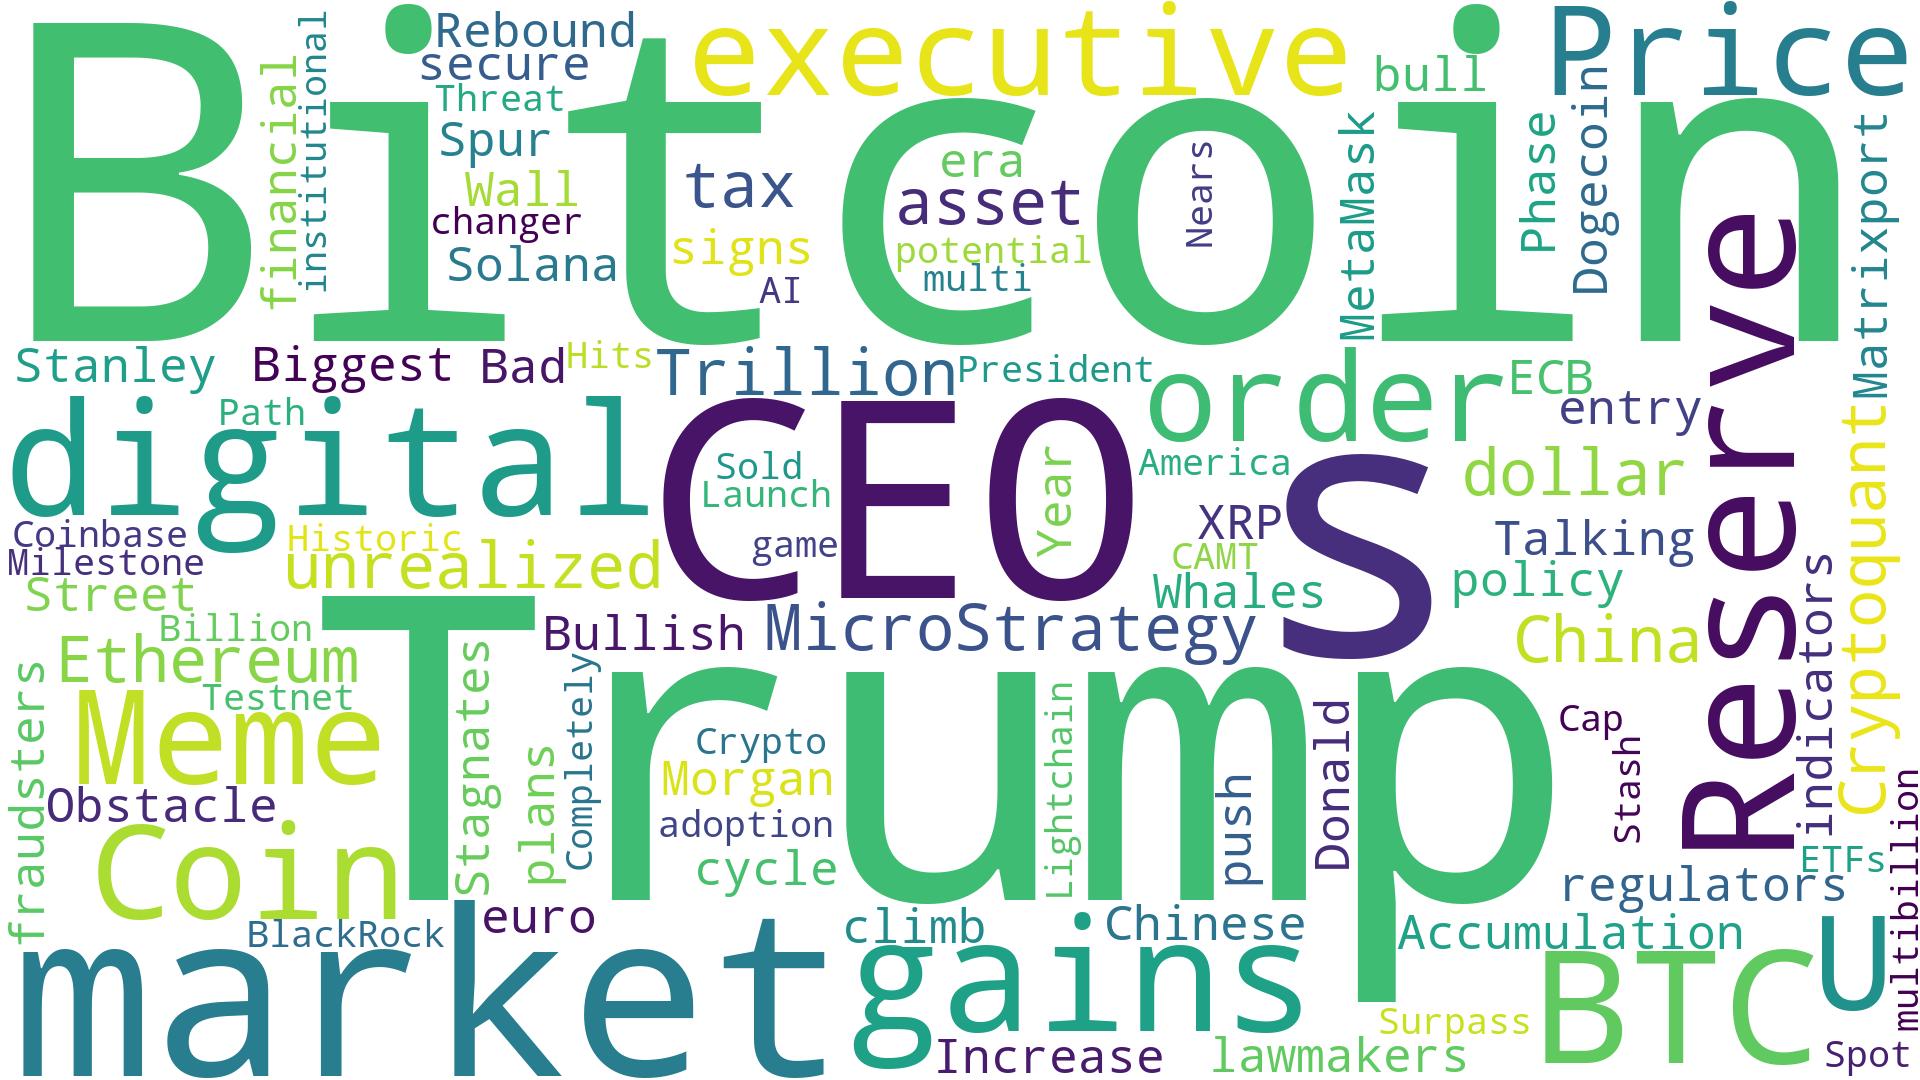 Bitcoin
Rebound
executive
Price
secure
bull
financial
institutional
Threat
Spur
Wall
changer
Solana
tax
signs
AI
era
asset
potential
multi
Nears
MetaMask
Phase
Dogecoin
Matrixport
Reserve
Stanley
Biggest
Bad
Hits
Trillion
President
order
ECB
entry
Path
digital
CEO
Sold
Launch
game
Year
America
dollar
XRP
S
Talking
CAMT
Whales
policy
Cryptoquant
Coinbase
Milestone
Historic
unrealized
Street
Billion
Bullish
MicroStrategy
China
indicators
Ethereum
Testnet
Trump
Meme
fraudsters
Obstacle
Stagnates
plans
Completely
Crypto
Morgan
adoption
cycle
Lightchain
push
Donald
Cap
Stash
Coin
ETFs
regulators
multibillion
BlackRock
euro
climb
Chinese
Accumulation
market
gains
BTC
U
Surpass
Increase
lawmakers
Spot